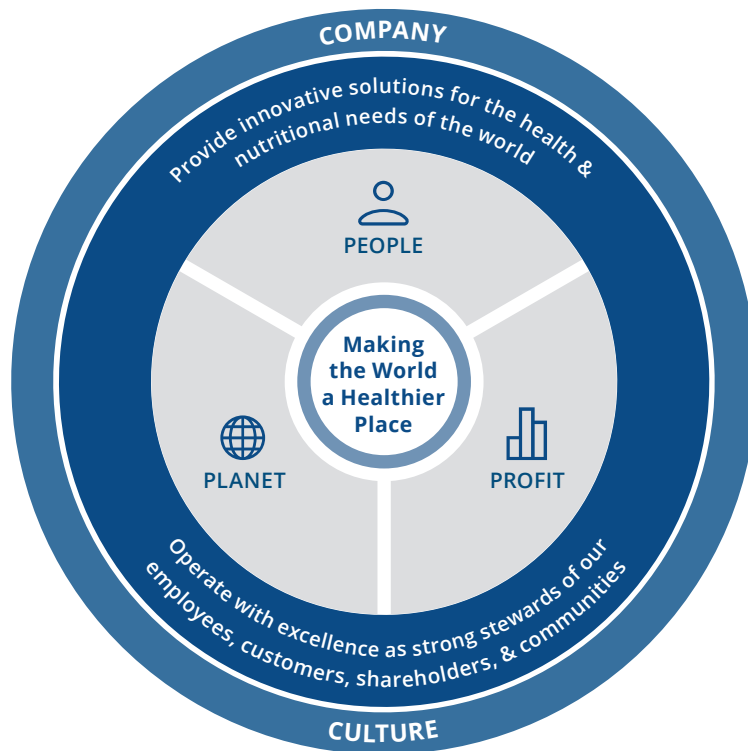 COMPANY
Provide innovative solutions for the health &
nutritional needs of the world
PEOPLE
Making
the World
a Healthier
Place
PLANET
PROFIT
Operate with excellence as strong stewards of our
employees, customers, shareholders, & communities
CULTURE